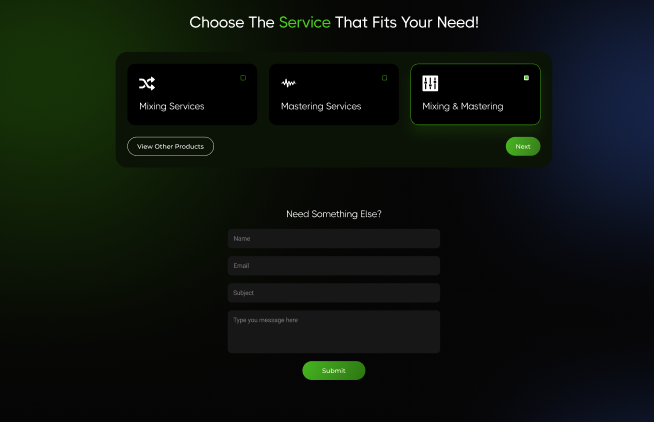 Choose The Service That Fits Your Need!
Mixing Services
Mastering Services
Mixing & Mastering
View Other Products
Next
Need Something Else?
Name
Email
Subject
Type you message here
Submit